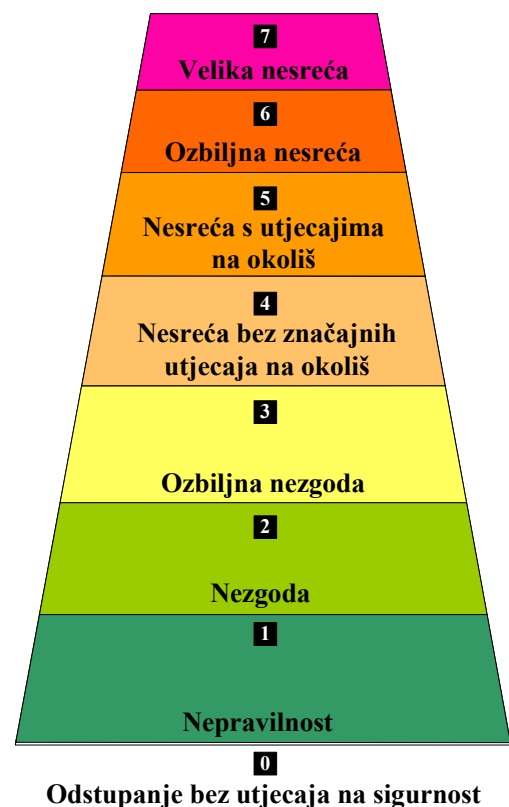 7
Velika nesreća
6
Ozbiljna nesreća
5
Nesreća s utjecajima
na okoliš
4
Nesreća bez značajnih
utjecaja na okoliš
3
Ozbiljna nezgoda
2
Nezgoda
1
Nepravilnost
0
Odstupanje bez utjecaja na sigurnost